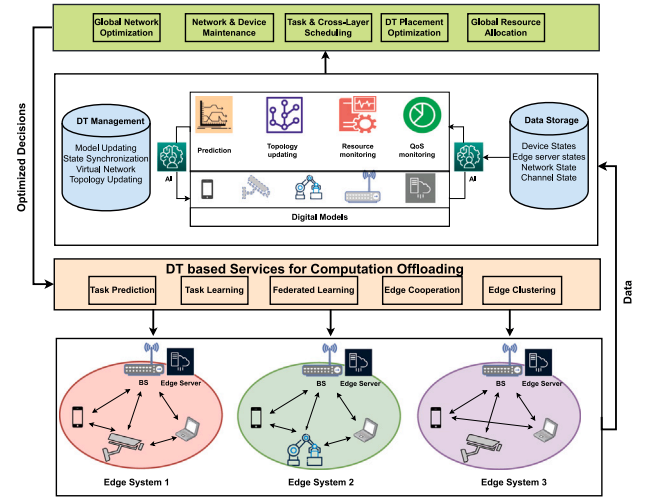 Global Network
Optimization
Network & Device
Maintenance
Task & Cross-Layer
Scheduling
DT Placement
Optimization
Global Resource
Allocation
Optimized Decisions
DT Management
Model Updating
State Synchronization
Virtual Network
Topology Updating
AI
Prediction
Topology
updating
Resource
monitoring
QoS
monitoring
Digital Models
AI
Data Storage
Device States
Edge server states
Network State
Channel State
Data
DT based Services for Computation Offloading
Task Prediction
Task Learning
Federated Learning
Edge Cooperation
Edge Clustering
BS
Edge Server
Edge System 1
BS
Edge Server
Edge System 2
BS
Edge Server
Edge System 3